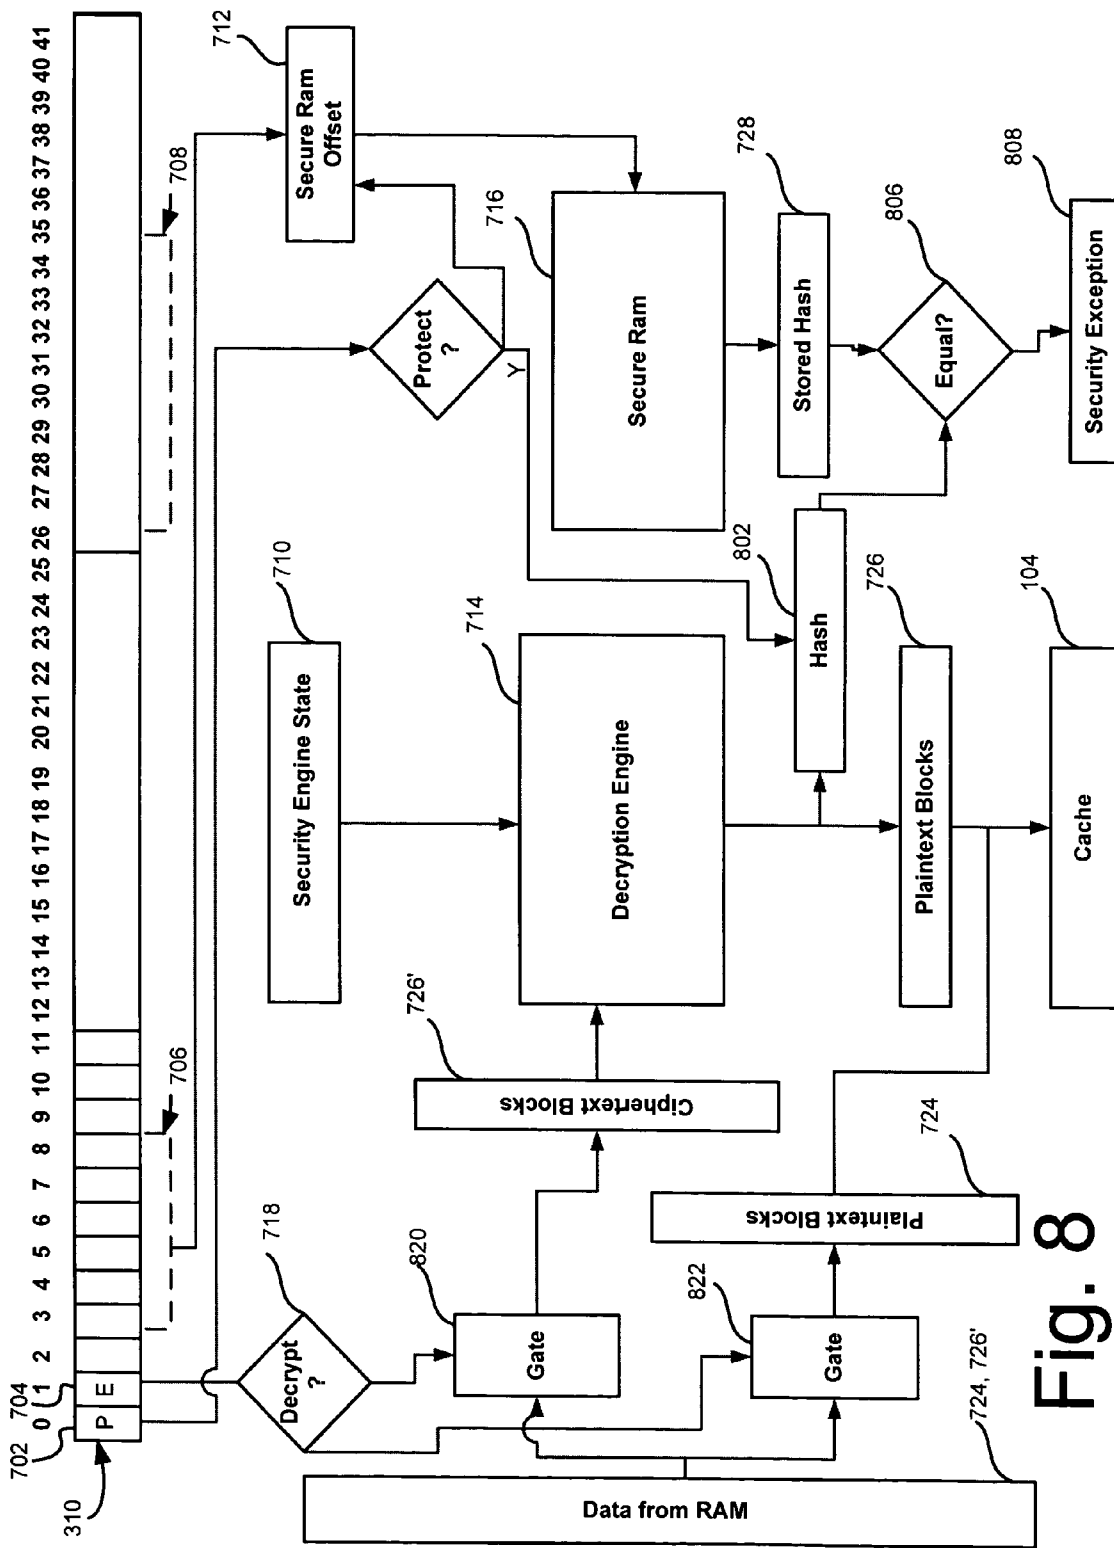 0 1 2 3 4 5 6 7 8 9 10 11 12 13 14 15 16 17 18 19 20 21 22 23 24 25 26 27 28 29 30 31 32 33 34 35 36 37 38 39 40 41
702
704
P
E
310
706
708
712
Secure Ram
Offset
710
Security Engine State
Protect
?
Y
718
Decrypt
?
716
Secure Ram
714
Decryption Engine
726'
Ciphertext Blocks
820
Gate
822
Gate
724
Plaintext Blocks
Data from RAM
724, 726'
728
Stored Hash
802
Hash
806
Equal?
726
Plaintext Blocks
808
Security Exception
104
Cache
Fig. 8